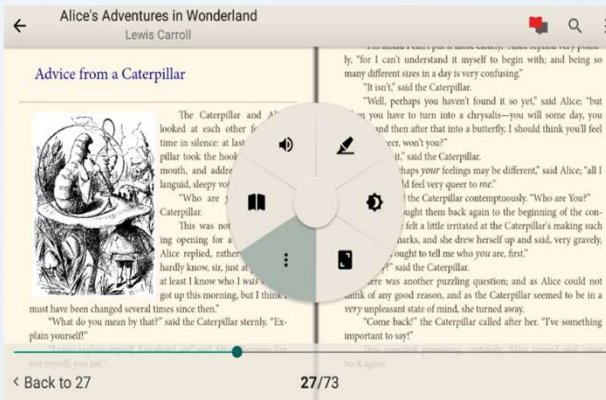 Alice's Adventures in Wonderland
Lewis Carroll
Advice from a Caterpillar
The Caterpillar and Al
looked at each other f
time in silence: at last
pillar took the hook
mouth, and addre
languid, sleepy vo
"Who are
Caterpillar.
This was not
ing opening for a
Alice replied, rather
hardly know, sir, just at
at least I know who I was
got up this morning, but I think
must have been changed several times since then."
"What do you mean by that?" said the Caterpillar sternly. "Ex-
plain yourself!"
not myself, you see."
ly, "for I can't understand it myself to begin with; and being so
many different sizes in a day is very confusing."
"It isn't," said the Caterpillar.
"Well, perhaps you haven't found it so yet," said Alice; "but
you have to turn into a chrysalis—you will some day, you
and then after that into a butterfly, I should think you'll feel
won't you?"
it," said the Caterpillar.
your feelings may be different," said Alice; "all I
feel very queer to me."
the Caterpillar contemptuously. "Who are You?"
them back again to the beginning of the con-
felt a little irritated at the Caterpillar's making such
and she drew herself up and said, very gravely,
ought to tell me who you are, first."
said the Caterpillar.
was another puzzling question; and as Alice could not
think of any good reason, and as the Caterpillar seemed to be in a
very unpleasant state of mind, she turned away.
"Come back!" the Caterpillar called after her. "I've something
important to say!"
back again.
< Back to 27
27/73